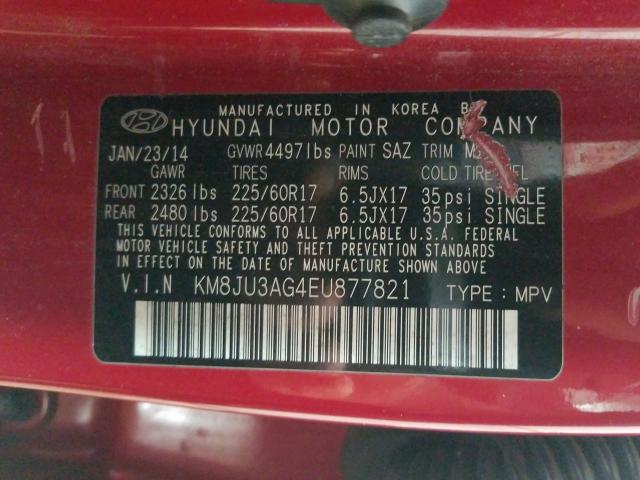 MANUFACTURED IN KOREA BY
HYUNDAI MOTOR COMPANY
JAN/23/14 GVWR 4497lbs PAINT SAZ TRIM
GAWR TIRES RIMS COLD TIRE
FRONT 2326 lbs 225/60R17 6.5JX17 35psi SINGLE
REAR 2480 lbs 225/60R17 6.5JX17 35psi SINGLE
THIS VEHICLE CONFORMS TO ALL APPLICABLE U.S.A. FEDERAL
MOTOR VEHICLE SAFETY AND THEFT PREVENTION STANDARDS
IN EFFECT ON THE DATE OF MANUFACTURE SHOWN ABOVE
V.I.N KM8JU3AG4EU877821 TYPE : MPV